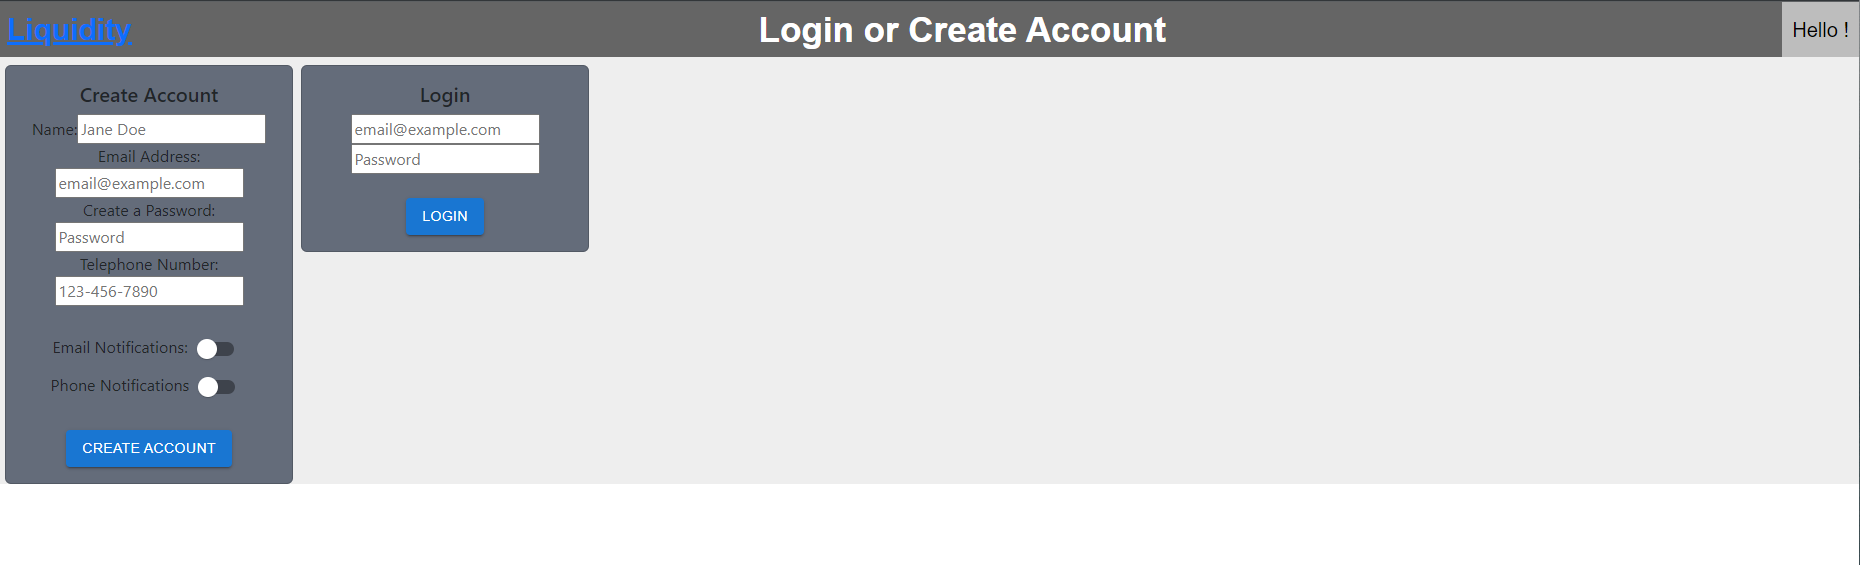 Liquidity
Login or Create Account
Hello !
Create Account
Name: Jane Doe
Email Address:
email@example.com
Create a Password:
Password
Telephone Number:
123-456-7890
Email Notifications:
Phone Notifications
CREATE ACCOUNT
Login
email@example.com
Password
LOGIN